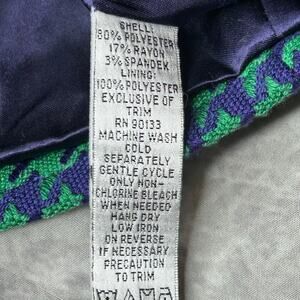 SHELL:
80% POLYESTER
17% RAYON
3% SPANDEX
LINING:
100% POLYESTER
EXCLUSIVE OF
TRIM
RN 90133
MACHINE WASH
COLD
SEPARATELY
GENTLE CYCLE
ONLY NON-
CHLORINE BLEACH
WHEN NEEDED
HANG DRY
LOW IRON
ON REVERSE
IF NECESSARY.
PRECAUTION
TO TRIM